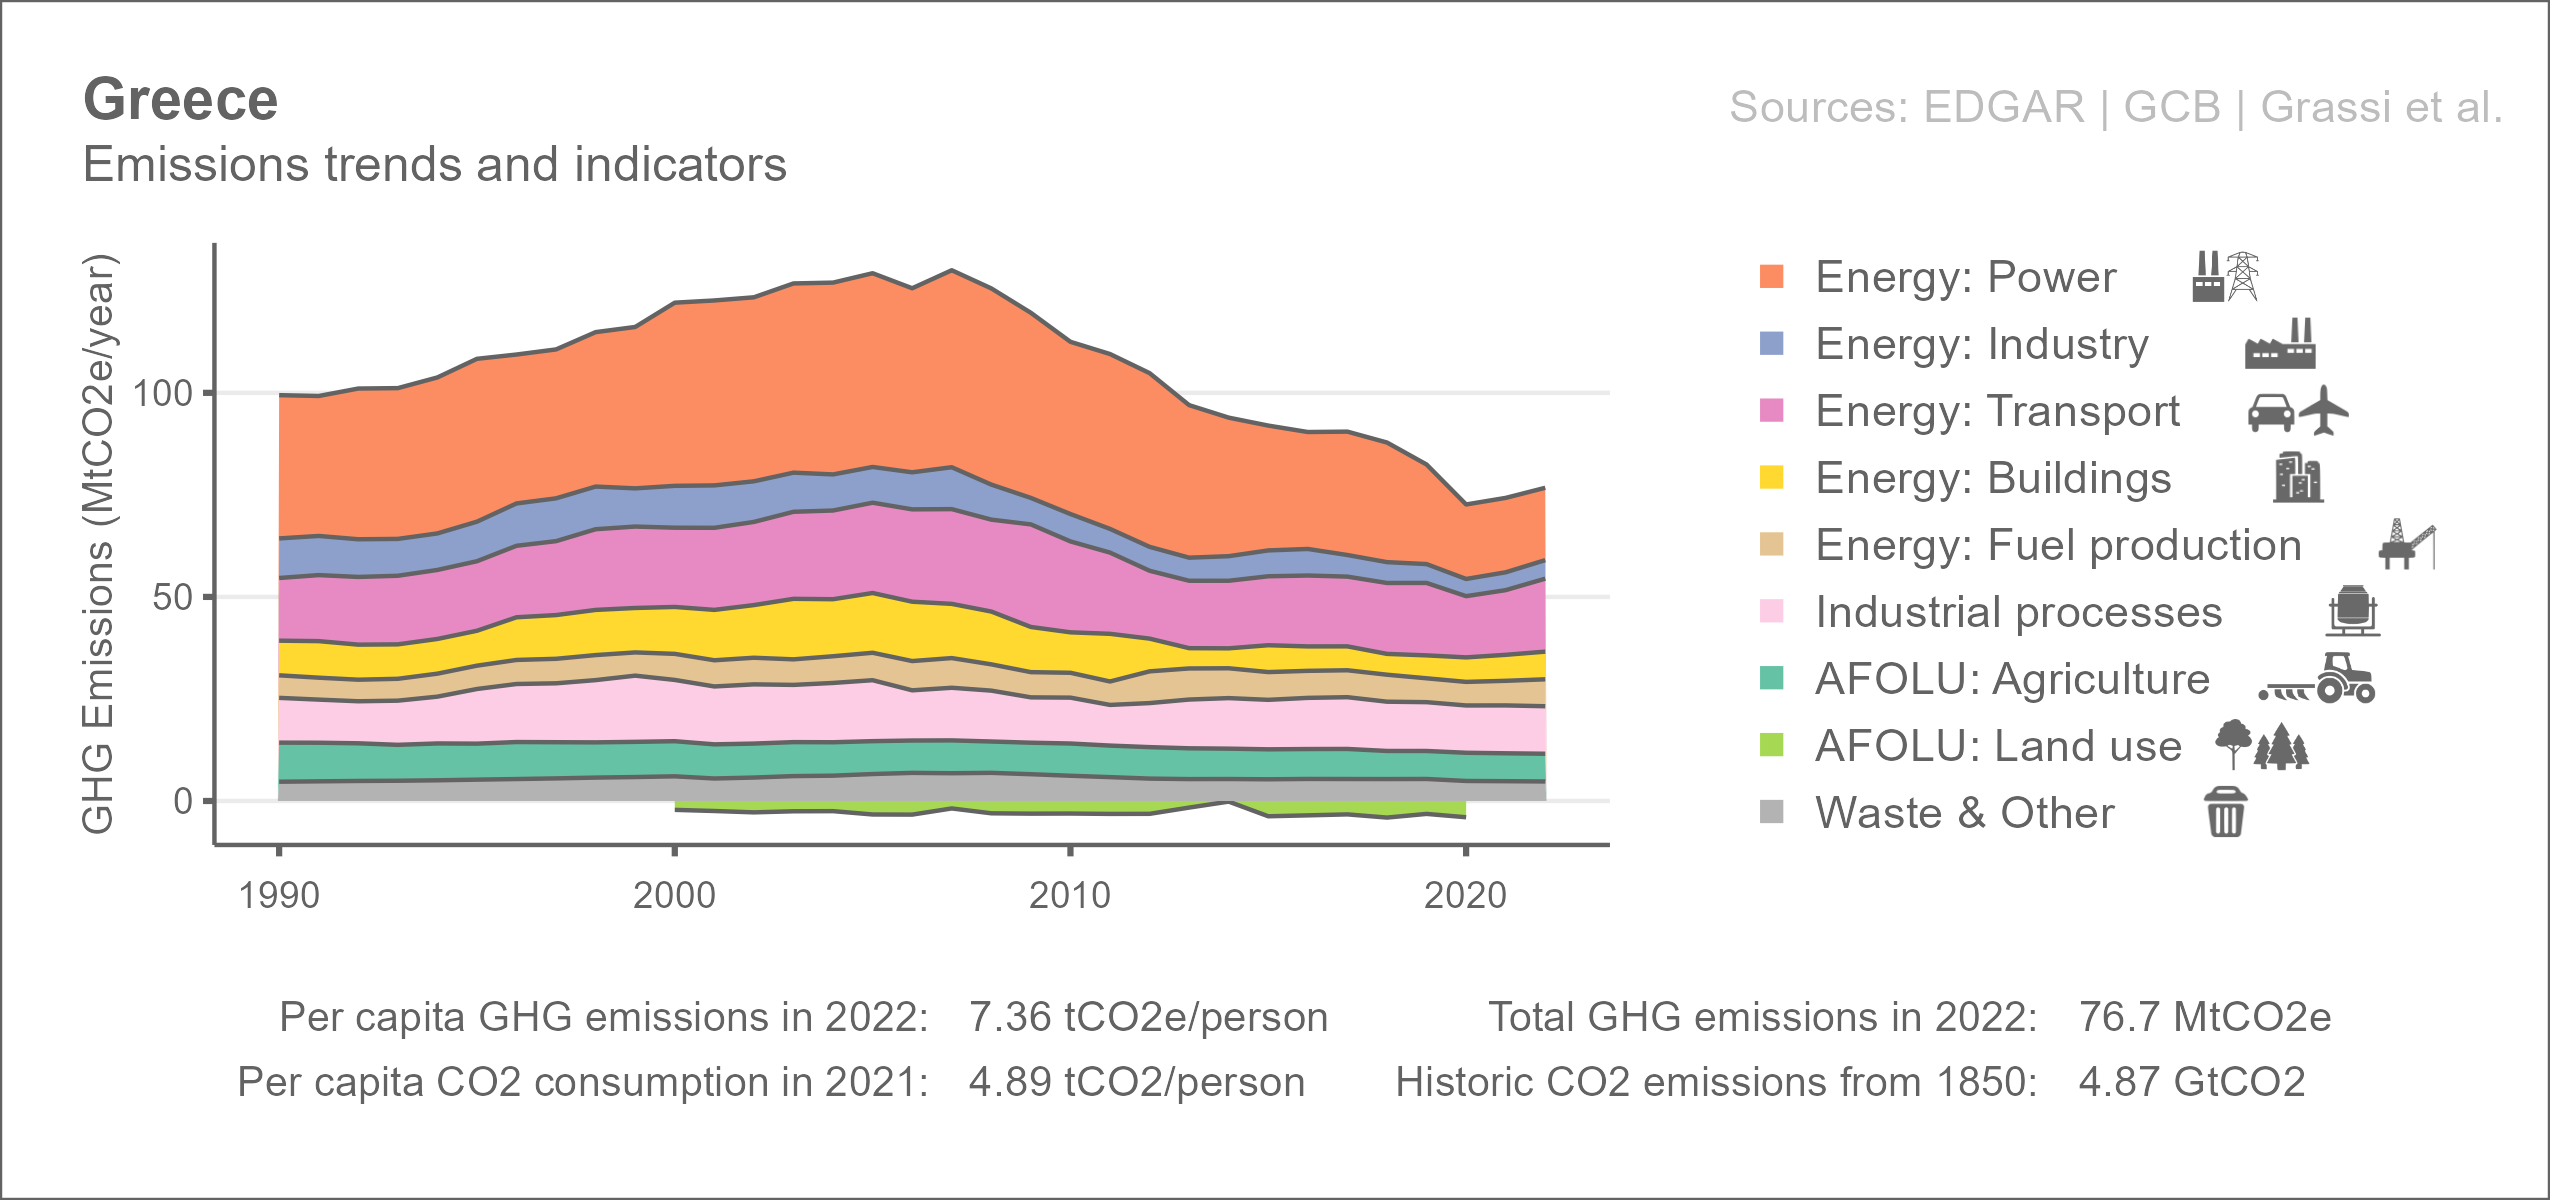 Greece
Sources: EDGAR | GCB | Grassi et al.
Emissions trends and indicators
GHG Emissions (MtCO2e/year)
100
50
0
1990
2000
2010
2020
Energy: Power
Energy: Industry
Energy: Transport
Energy: Buildings
Energy: Fuel production
Industrial processes
AFOLU: Agriculture
AFOLU: Land use
Waste & Other
Per capita GHG emissions in 2022: 7.36 tCO2e/person
Total GHG emissions in 2022: 76.7 MtCO2e
Per capita CO2 consumption in 2021: 4.89 tCO2/person
Historic CO2 emissions from 1850: 4.87 GtCO2